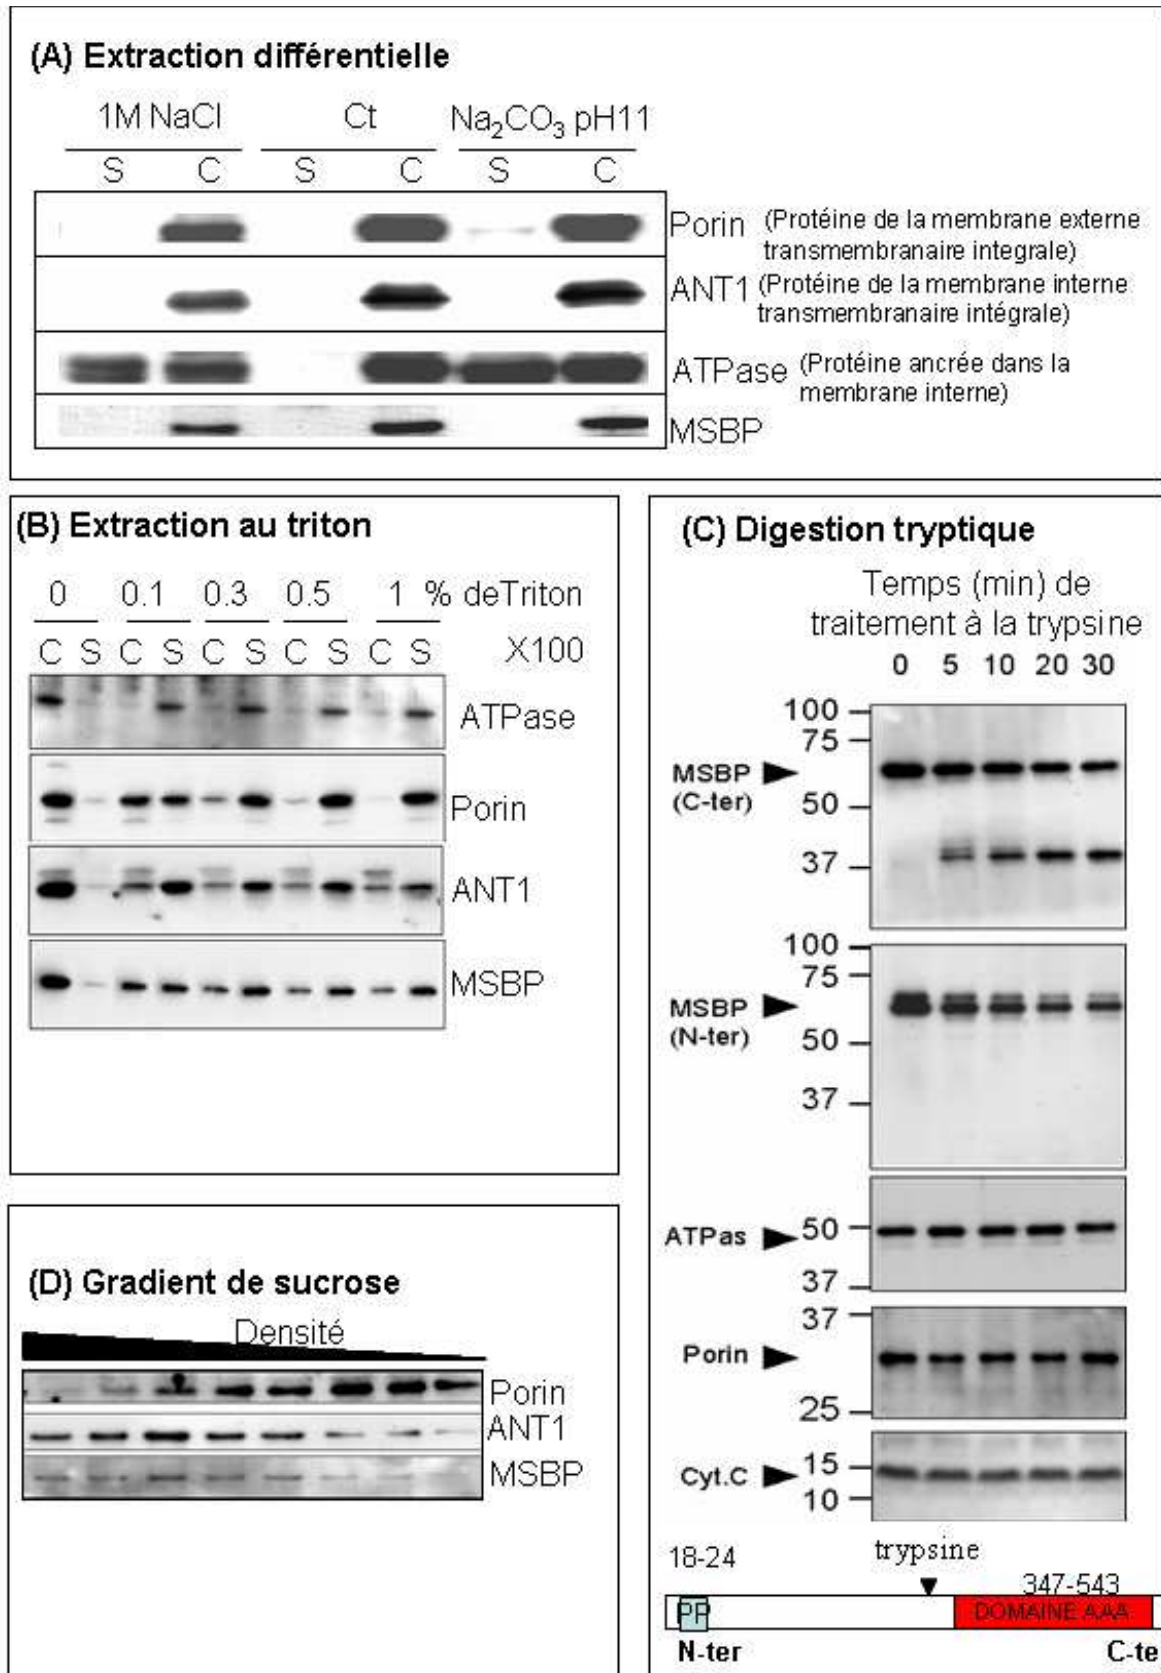 (A) Extraction différentielle
1M NaCl Ct Na₂CO₃ pH11
S C S C S C
Porin (Protéine de la membrane externe
transmembranaire integrale)
ANT1 (Protéine de la membrane interne
transmembranaire intégrale)
ATPase (Protéine ancrée dans la
membrane interne)
MSBP
(B) Extraction au triton
0 0.1 0.3 0.5 1 % deTriton
C S C S C S C S C S X100
ATPase
Porin
ANT1
MSBP
(C) Digestion tryptique
Temps (min) de
traitement à la trypsine
0 5 10 20 30
100
75
MSBP
(C-ter)
50
37
100
75
MSBP
(N-ter)
50
37
ATPas 50
37
37
Porin
25
Cyt.C 15
10
18-24 trypsine
347-543
PP DOMAINE AAA
N-ter C-te
(D) Gradient de sucrose
Densité
Porin
ANT1
MSBP